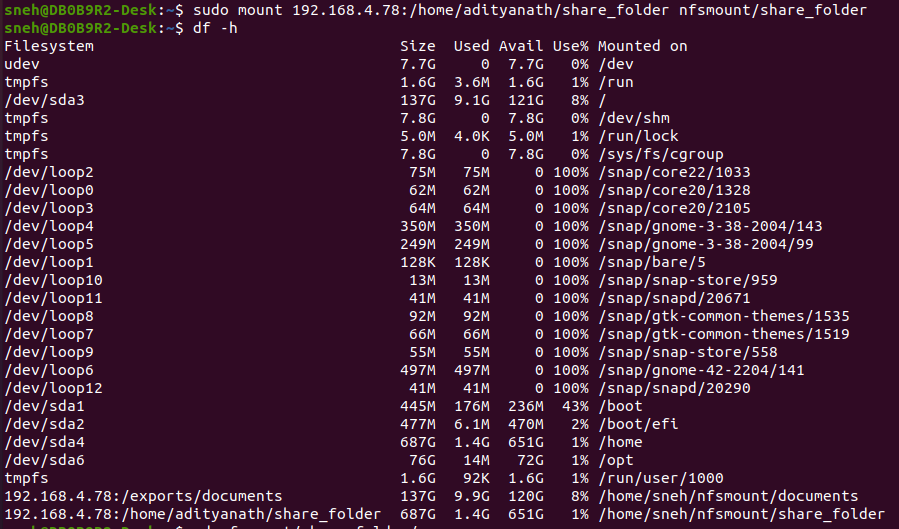 sneh@DB0B9R2-Desk:~$ sudo mount 192.168.4.78:/home/adityanath/share_folder nfsmount/share_folder
sneh@DB0B9R2-Desk:~$ df -h
Filesystem Size Used Avail Use% Mounted on
udev 7.7G 0 7.7G 0% /dev
tmpfs 1.6G 3.6M 1.6G 1% /run
/dev/sda3 137G 9.1G 121G 8% /
tmpfs 7.8G 0 7.8G 0% /dev/shm
tmpfs 5.0M 4.0K 5.0M 1% /run/lock
tmpfs 7.8G 0 7.8G 0% /sys/fs/cgroup
/dev/loop2 75M 75M 0 100% /snap/core22/1033
/dev/loop0 62M 62M 0 100% /snap/core20/1328
/dev/loop3 64M 64M 0 100% /snap/core20/2105
/dev/loop4 350M 350M 0 100% /snap/gnome-3-38-2004/143
/dev/loop5 249M 249M 0 100% /snap/gnome-3-38-2004/99
/dev/loop1 128K 128K 0 100% /snap/bare/5
/dev/loop10 13M 13M 0 100% /snap/snap-store/959
/dev/loop11 41M 41M 0 100% /snap/snapd/20671
/dev/loop8 92M 92M 0 100% /snap/gtk-common-themes/1535
/dev/loop7 66M 66M 0 100% /snap/gtk-common-themes/1519
/dev/loop9 55M 55M 0 100% /snap/snap-store/558
/dev/loop6 497M 497M 0 100% /snap/gnome-42-2204/141
/dev/loop12 41M 41M 0 100% /snap/snapd/20290
/dev/sda1 445M 176M 236M 43% /boot
/dev/sda2 477M 6.1M 470M 2% /boot/efi
/dev/sda4 687G 1.4G 651G 1% /home
/dev/sda6 76G 14M 72G 1% /opt
tmpfs 1.6G 92K 1.6G 1% /run/user/1000
192.168.4.78:/exports/documents 137G 9.9G 120G 8% /home/sneh/nfsmount/documents
192.168.4.78:/home/adityanath/share_folder 687G 1.4G 651G 1% /home/sneh/nfsmount/share_folder